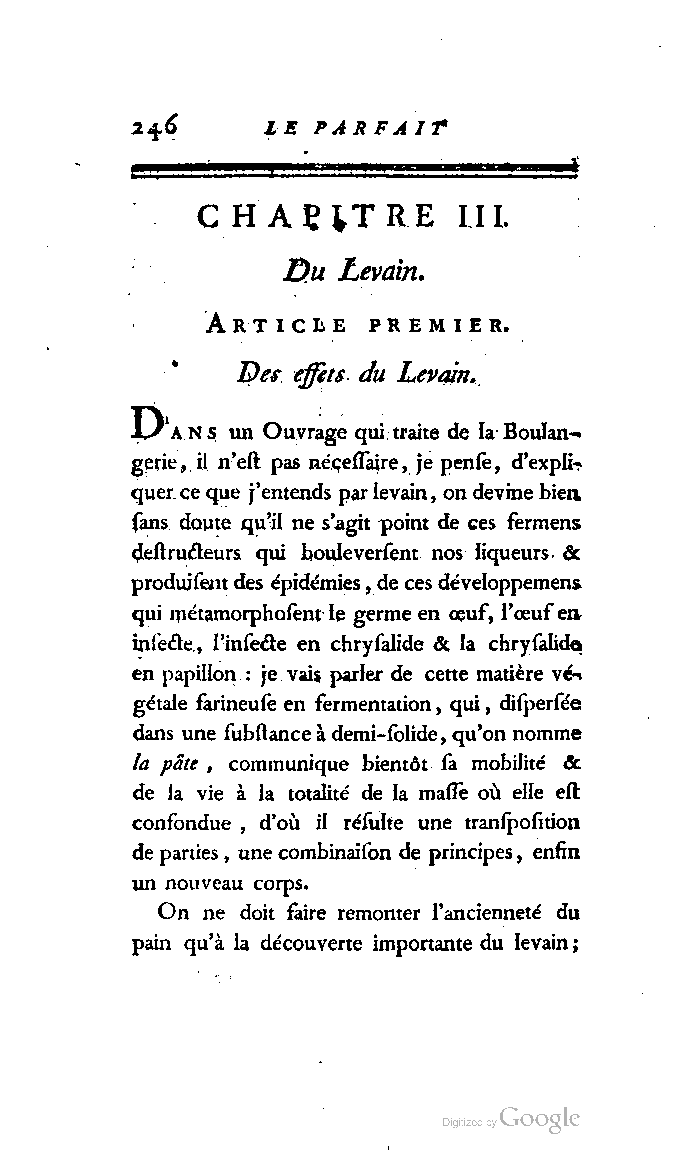 246 LE PARFAIT
CHAPITRE III.
Du Levain.
ARTICLE PREMIER.
Des effets du Levain.
DANS un Ouvrage qui traite de la Boulan-
gerie, il n'eſt pas néçeſſaire, je penſe, d'expli-
quer ce que j'entends par levain, on devine bien
ſans doute qu'il ne s'agit point de ces fermens
deſtructeurs qui bouleverſent nos liqueurs &
produiſent des épidémies, de ces développemens
qui métamorphoſent le germe en œuf, l'œuf en
inſecte, l'inſecte en chryſalide & la chryſalide
en papillon : je vais parler de cette matière vé-
gétale farineuſe en fermentation, qui, diſperſée
dans une ſubſtance à demi-ſolide, qu'on nomme
la pâte, communique bientôt ſa mobilité &
de la vie à la totalité de la maſſe où elle eſt
confondue, d'où il réſulte une tranſpoſition
de parties, une combinaiſon de principes, enfin
un nouveau corps.
On ne doit faire remonter l'ancienneté du
pain qu'à la découverte importante du levain;
Digitized by Google